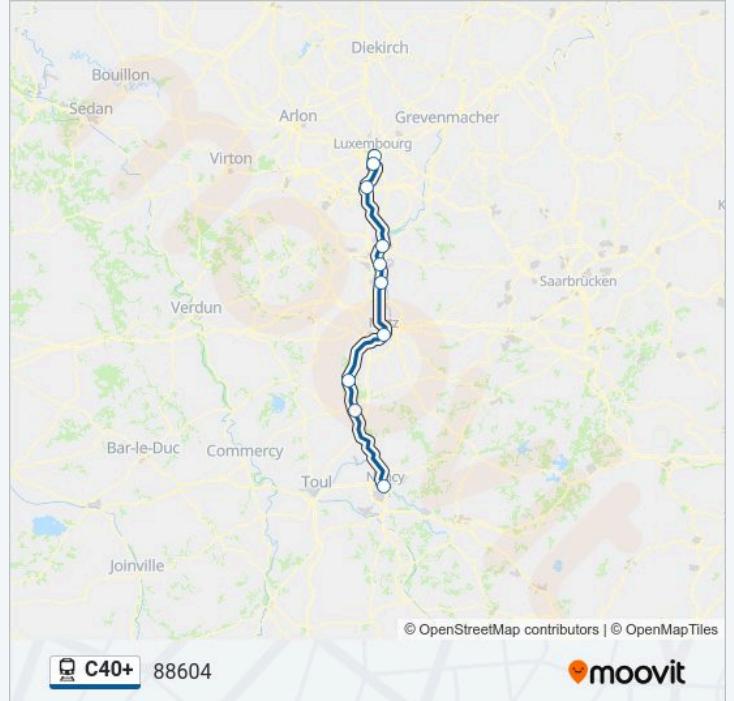 Diekirch
Bouillon
Sedan
Arlon
Grevenmacher
Luxembourg
Virton
Saarbrücken
Verdun
Bar-le-Duc
Commercy
Toul
Joinville
© OpenStreetMap contributors | © OpenMapTiles
C40+ 88604
moovit